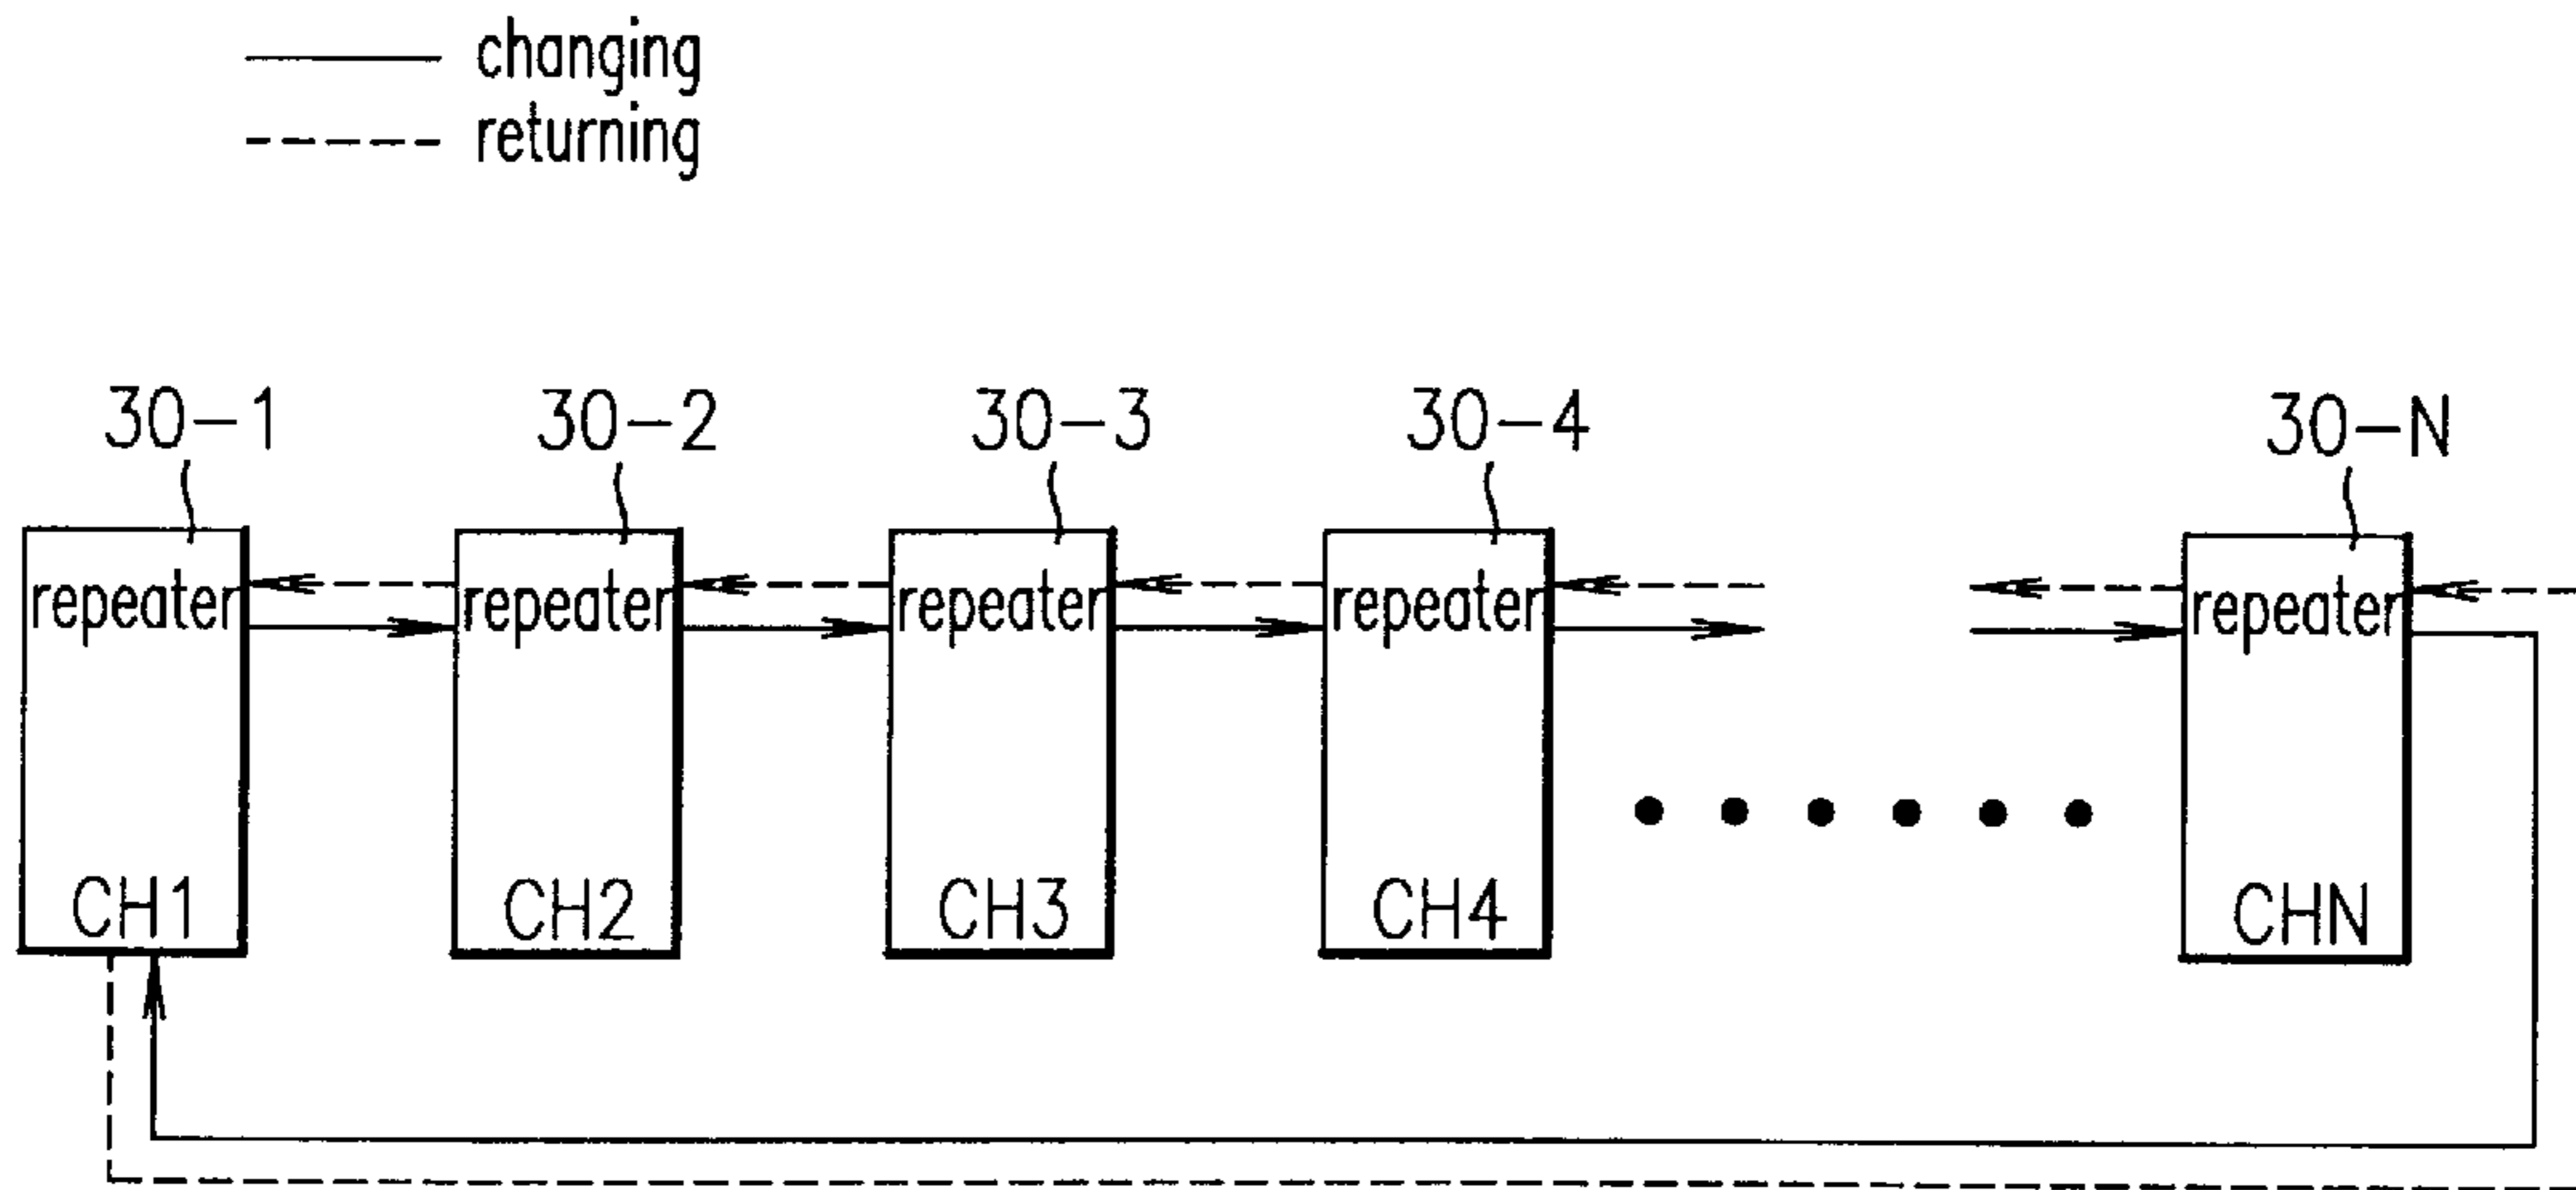 changing
returning
30-1
30-2
30-3
30-4
30-N
repeater
repeater
repeater
repeater
repeater
CH1
CH2
CH3
CH4
CHN